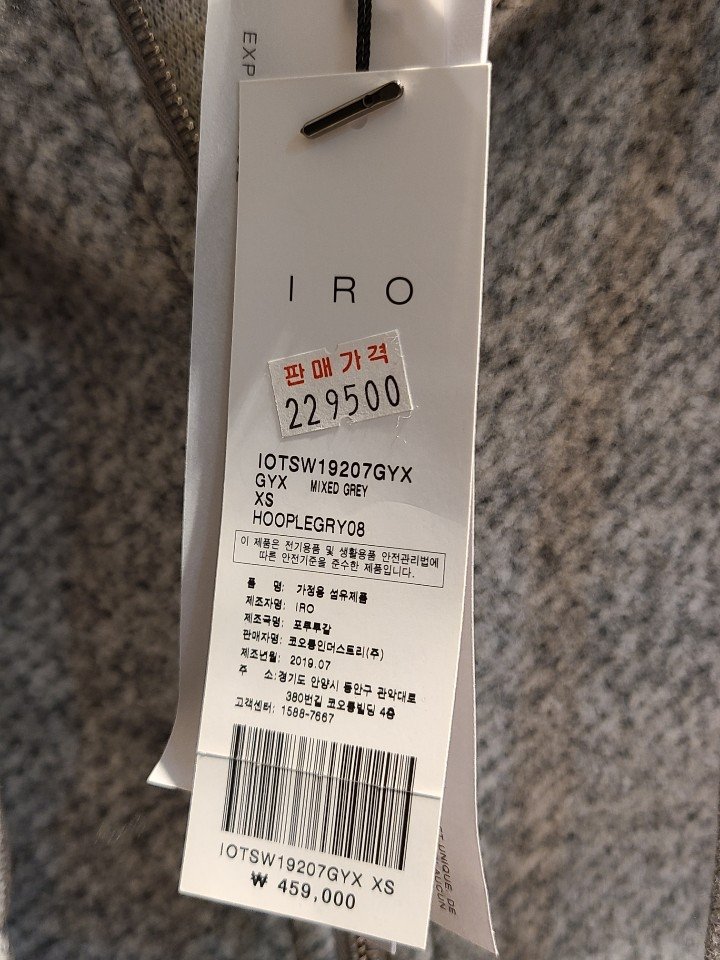 EXP
IRO
판매가격
229500
IOTSW19207GYX
GYX MIXED GREY
XS
HOOPLEGRY08
이 제품은 전기용품 및 생활용품 안전관리법에
따른 안전기준을 준수한 제품입니다.
품 명: 가정용 섬유제품
제조자명: IRO
제조국명: 포루투갈
판매자명: 코오롱인더스트리(주)
제조년월: 2019.07
주 소:경기도 안양시 동안구 관악대로
380번길 코오롱빌딩 4층
고객센터: 1588-7667
IOTSW19207GYX XS
₩ 459,000
ET UNIQUE DE
AUCUN